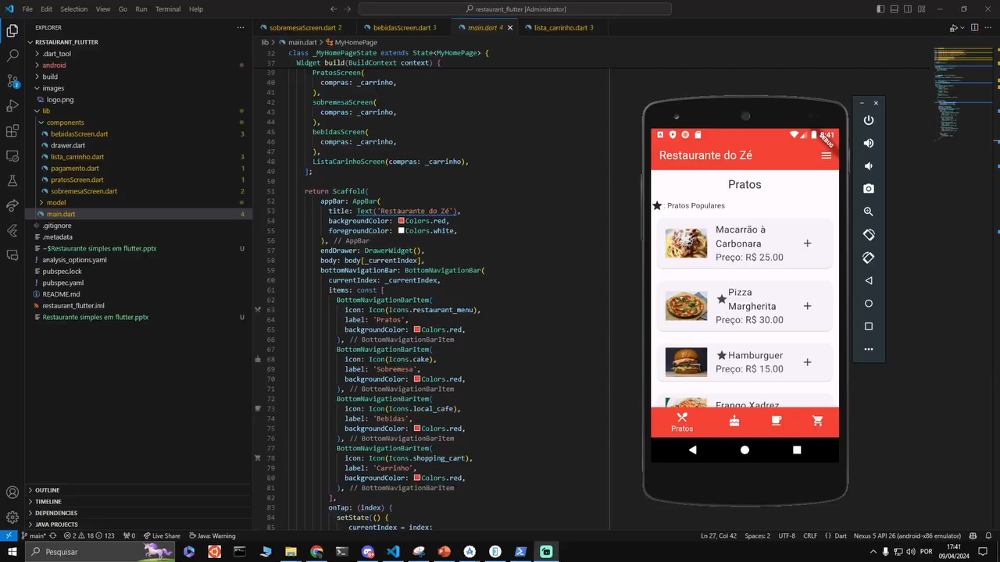 File Edit Selection View Go Run Terminal Help
restaurant_flutter [Administrator]
EXPLORER
RESTAURANT_FLUTTER
.dart_tool
android
build
images
logo.png
lib
components
bebidasScreen.dart 3
drawer.dart
lista_carrinho.dart 3
pagamento.dart 1
pratosScreen.dart 1
sobremesaScreen.dart 2
model
main.dart 4
.gitignore
.metadata
~$Restaurante simples em flutter.pptx U
analysis_options.yaml
pubspec.lock
pubspec.yaml
README.md
restaurant_flutter.iml
Restaurante simples em flutter.pptx U
OUTLINE
TIMELINE
DEPENDENCIES
JAVA PROJECTS
sobremesaScreen.dart 2 bebidasScreen.dart 3 main.dart 4 lista_carrinho.dart 3
lib > main.dart > MyHomePage
32 class _MyHomePageState extends State<MyHomePage> {
37 Widget build(BuildContext context) {
39 PratosScreen(
40 compras: _carrinho,
41 ),
42 sobremesaScreen(
43 compras: _carrinho,
44 ),
45 bebidasScreen(
46 compras: _carrinho,
47 ),
48 ListaCarinhoScreen(compras: _carrinho),
49 ];
50
51 return Scaffold(
52 appBar: AppBar(
53 title: Text('Restaurante do Zé'),
54 backgroundColor: Colors.red,
55 foregroundColor: Colors.white,
56 ), // AppBar
57 endDrawer: DrawerWidget(),
58 body: body[_currentIndex],
59 bottomNavigationBar: BottomNavigationBar(
60 currentIndex: _currentIndex,
61 items: const [
62 BottomNavigationBarItem(
63 icon: Icon(Icons.restaurant_menu),
64 label: 'Pratos',
65 backgroundColor: Colors.red,
66 ), // BottomNavigationBarItem
67 BottomNavigationBarItem(
68 icon: Icon(Icons.cake),
69 label: 'Sobremesa',
70 backgroundColor: Colors.red,
71 ), // BottomNavigationBarItem
72 BottomNavigationBarItem(
73 icon: Icon(Icons.local_cafe),
74 label: 'Bebidas',
75 backgroundColor: Colors.red,
76 ), // BottomNavigationBarItem
77 BottomNavigationBarItem(
78 icon: Icon(Icons.shopping_cart),
79 label: 'Carrinho',
80 backgroundColor: Colors.red,
81 ), // BottomNavigationBarItem
82 ],
83 onTap: (index) {
84 setState(() {
85 _currentIndex = index;
8:41
DEBUG
Restaurante do Zé
Pratos
: Pratos Populares
Macarrão à
Carbonara
Preço: R$ 25.00
Pizza
Margherita
Preço: R$ 30.00
Hamburguer
Preço: R$ 15.00
Frango Xadrez
Pratos
2
main* 2 18 123 0 Live Share Java: Warning
Ln 27, Col 42 Spaces: 2 UTF-8 CRLF {} Dart Nexus 5 API 26 (android-x86 emulator)
Pesquisar
POR
17:41
09/04/2024